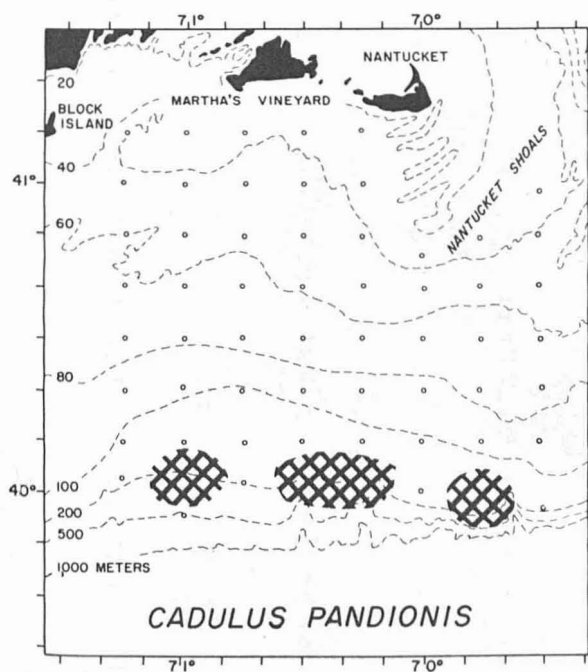 71° 70°
NANTUCKET
20
BLOCK
ISLAND
MARTHA'S VINEYARD
40
41°
NANTUCKET SHOALS
60
80
100
40°
200
500
1000 METERS
CADULUS PANDIONIS
71° 70°